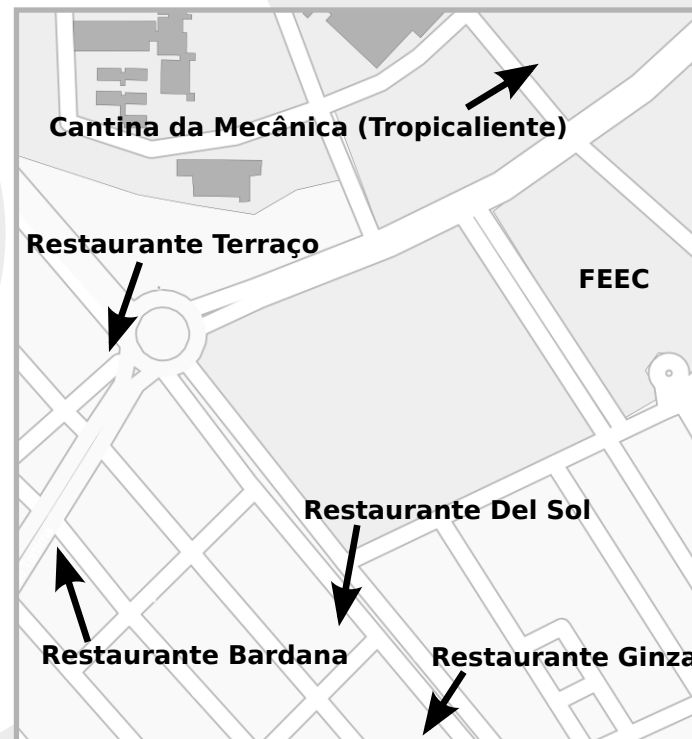 Cantina da Mecânica (Tropicaliente)
Restaurante Terraço
FEEC
Restaurante Del Sol
Restaurante Bardana
Restaurante Ginza